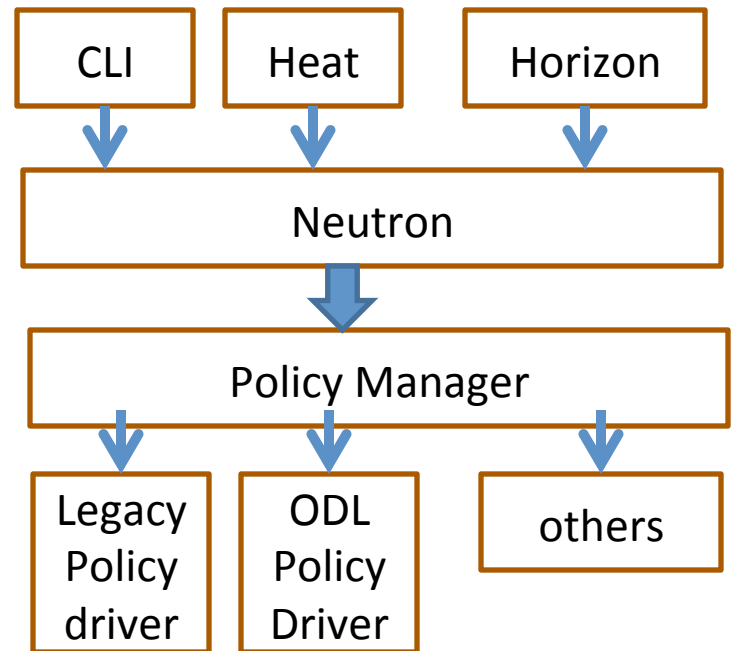 CLI
Heat
Horizon
Neutron
Policy Manager
Legacy
Policy
driver
ODL
Policy
Driver
others